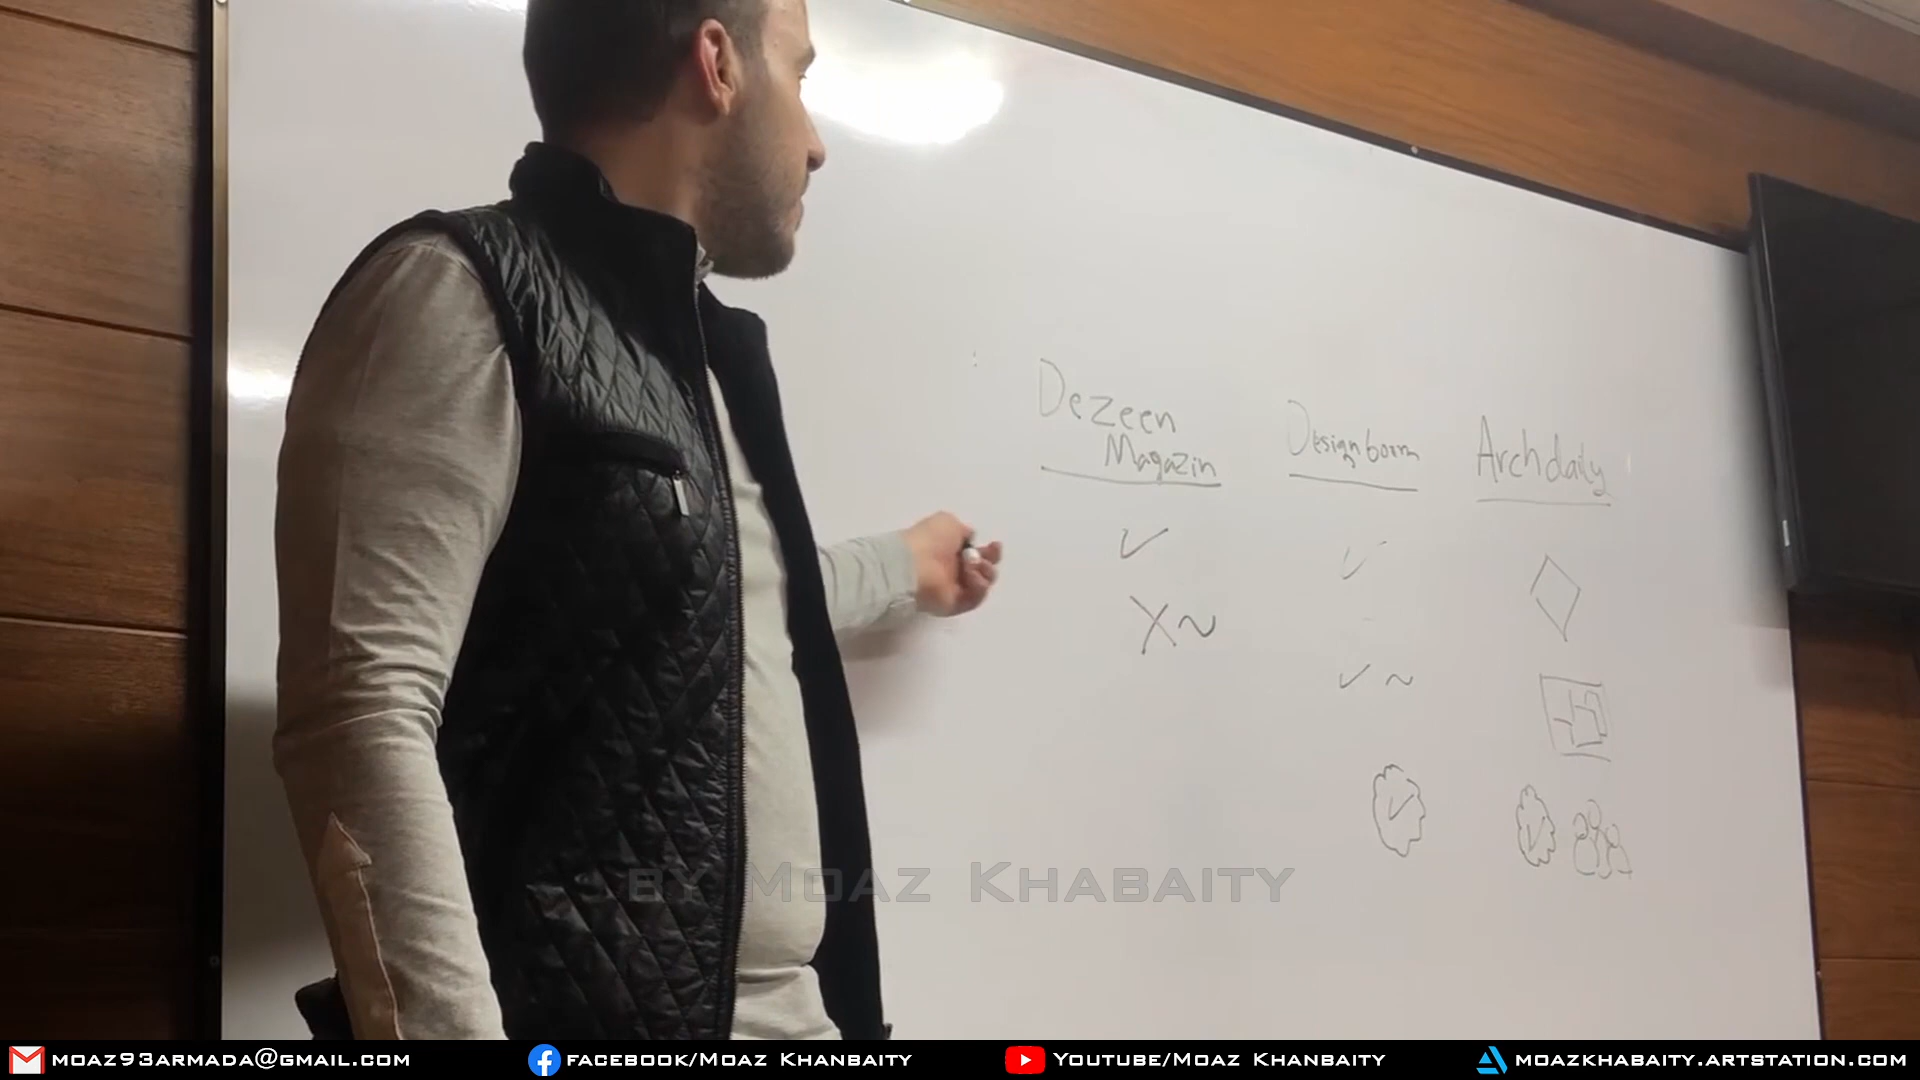 Dezeen
Magazin
Designboom
Archdaily
by Moaz Khabaity
moaz93armada@gmail.com
facebook/Moaz Khanbaity
Youtube/Moaz Khanbaity
moazkhabaity.artstation.com